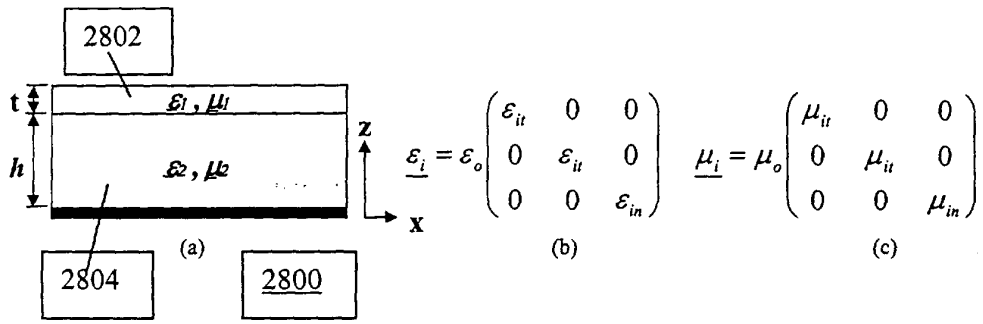 2802
t
ε1 , μ1
h
ε2 , μ2
z
x
(a)
2804
2800
εi = εo ( εit 0 0
0 εit 0
0 0 εin )
(b)
μi = μo ( μit 0 0
0 μit 0
0 0 μin )
(c)